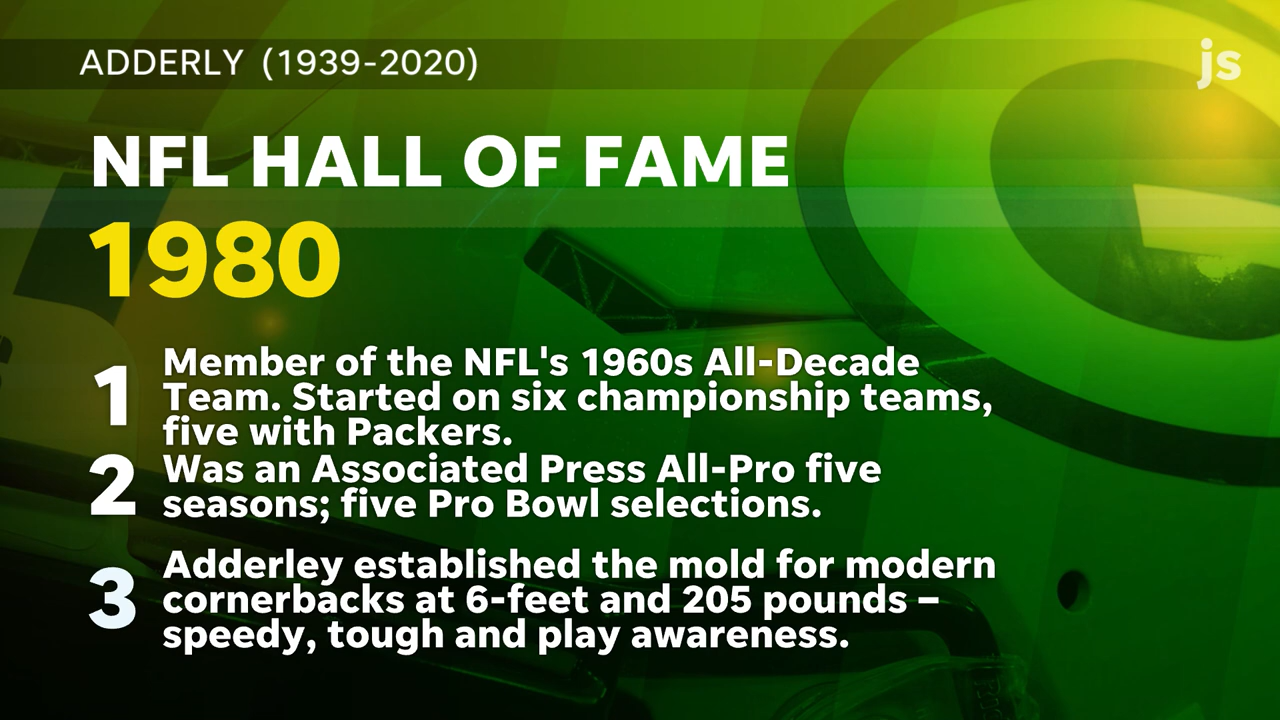 ADDERLY (1939-2020)
js
NFL HALL OF FAME
1980
1 Member of the NFL's 1960s All-Decade
Team. Started on six championship teams,
five with Packers.
2 Was an Associated Press All-Pro five
seasons; five Pro Bowl selections.
3 Adderley established the mold for modern
cornerbacks at 6-feet and 205 pounds –
speedy, tough and play awareness.